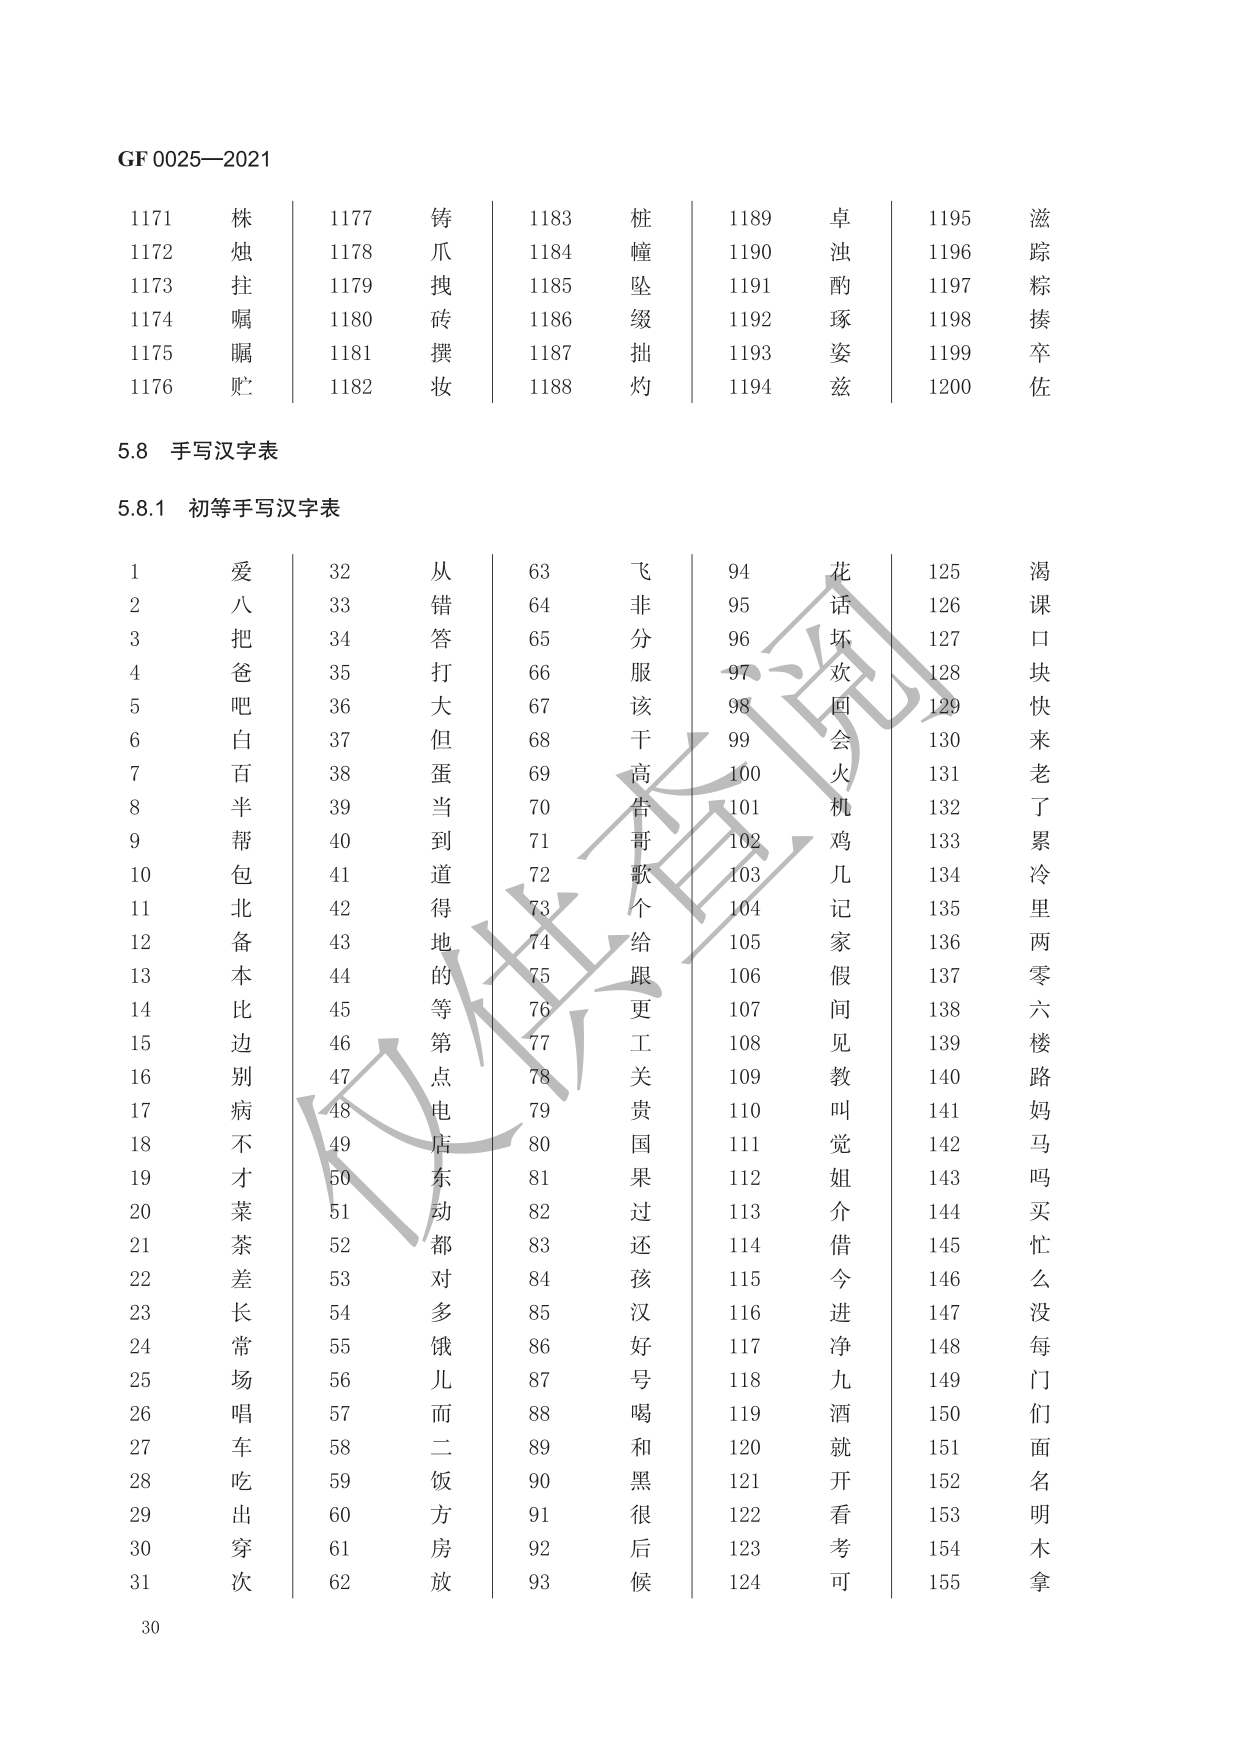 GF 0025—2021
1171 株 1177 铸 1183 桩 1189 卓 1195 滋
1172 烛 1178 爪 1184 幢 1190 浊 1196 踪
1173 拄 1179 拽 1185 坠 1191 酌 1197 粽
1174 嘱 1180 砖 1186 缀 1192 琢 1198 揍
1175 瞩 1181 撰 1187 拙 1193 姿 1199 卒
1176 贮 1182 妆 1188 灼 1194 兹 1200 佐
5.8 手写汉字表
5.8.1 初等手写汉字表
1 爱 32 从 63 飞 94 花 125 渴
2 八 33 错 64 非 95 话 126 课
3 把 34 答 65 分 96 坏 127 口
4 爸 35 打 66 服 97 欢 128 块
5 吧 36 大 67 该 98 回 129 快
6 白 37 但 68 干 99 会 130 来
7 百 38 蛋 69 高 100 火 131 老
8 半 39 当 70 告 101 机 132 了
9 帮 40 到 71 哥 102 鸡 133 累
10 包 41 道 72 歌 103 几 134 冷
11 北 42 得 73 个 104 记 135 里
12 备 43 地 74 给 105 家 136 两
13 本 44 的 75 跟 106 假 137 零
14 比 45 等 76 更 107 间 138 六
15 边 46 第 77 工 108 见 139 楼
16 别 47 点 78 关 109 教 140 路
17 病 48 电 79 贵 110 叫 141 妈
18 不 49 店 80 国 111 觉 142 马
19 才 50 东 81 果 112 姐 143 吗
20 菜 51 动 82 过 113 介 144 买
21 茶 52 都 83 还 114 借 145 忙
22 差 53 对 84 孩 115 今 146 么
23 长 54 多 85 汉 116 进 147 没
24 常 55 饿 86 好 117 净 148 每
25 场 56 儿 87 号 118 九 149 门
26 唱 57 而 88 喝 119 酒 150 们
27 车 58 二 89 和 120 就 151 面
28 吃 59 饭 90 黑 121 开 152 名
29 出 60 方 91 很 122 看 153 明
30 穿 61 房 92 后 123 考 154 木
31 次 62 放 93 候 124 可 155 拿
30
仅供查阅